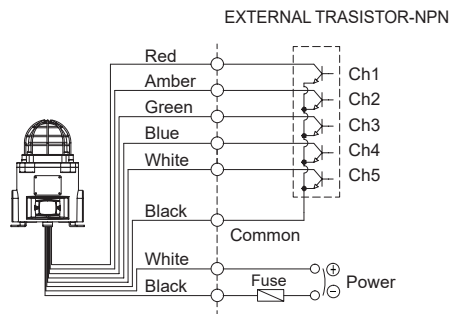 EXTERNAL TRASISTOR-NPN
Red
Ch1
Amber
Ch2
Green
Ch3
Blue
Ch4
White
Ch5
Black
Common
White
Fuse
Power
Black